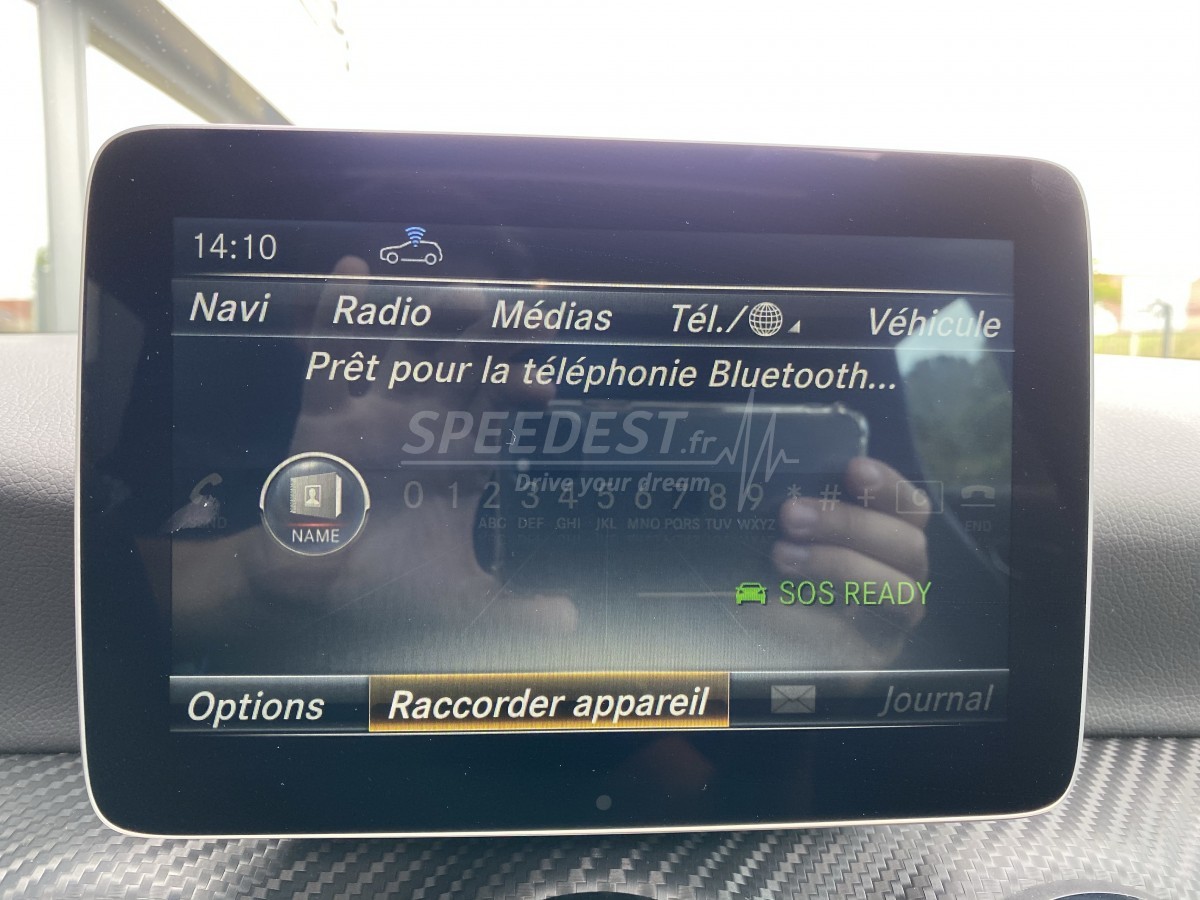 14:10
Navi Radio Médias Tél./ Véhicule
Prêt pour la téléphonie Bluetooth...
SPEEDEST.fr
Drive your dream
0 1 2 3 4 5 6 7 8 9 * # +
ABC DEF GHI JKL MNO PQRS TUV WXYZ END
NAME
SOS READY
Options Raccorder appareil Journal